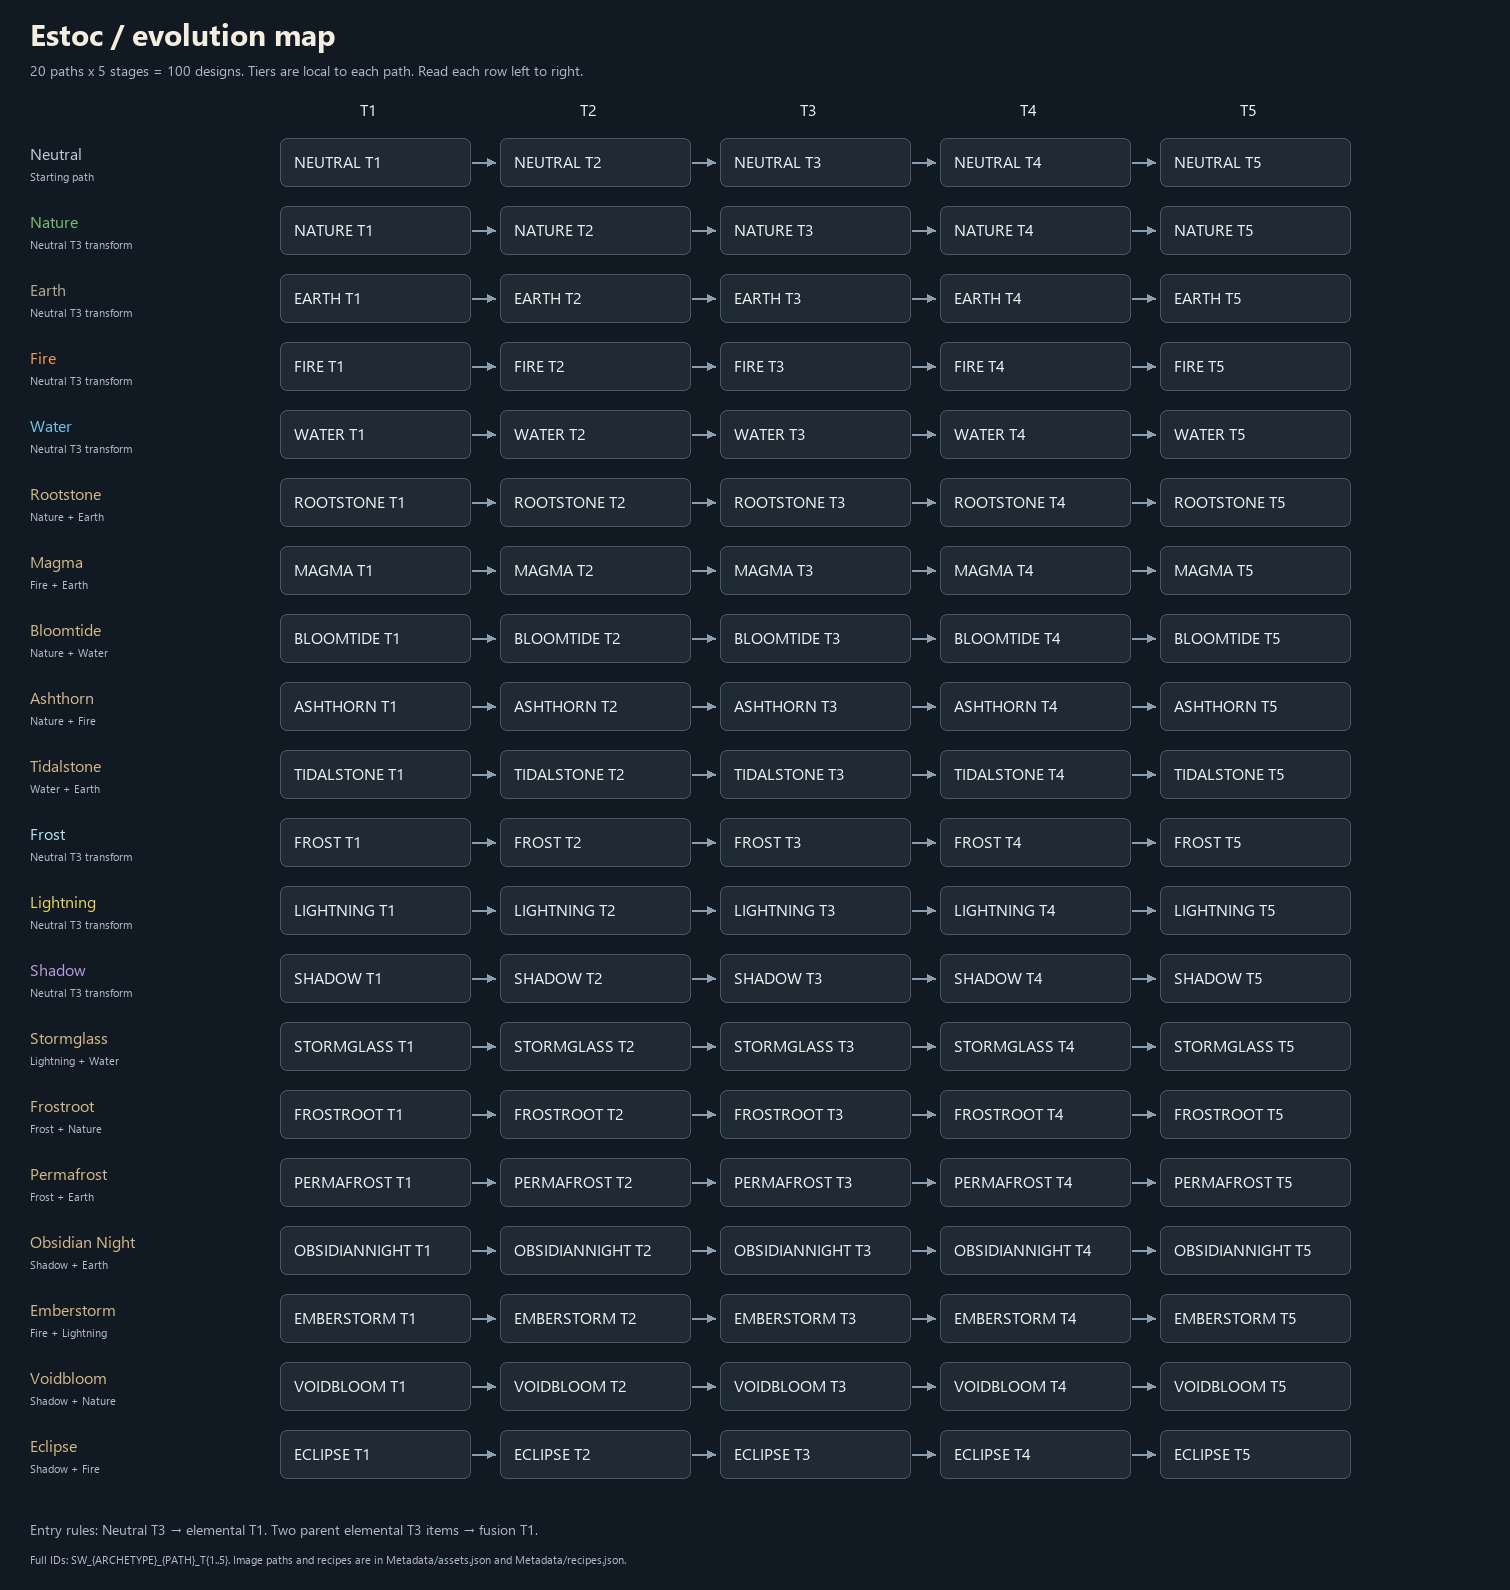 Estoc / evolution map
20 paths x 5 stages = 100 designs. Tiers are local to each path. Read each row left to right.
T1 T2 T3 T4 T5
Neutral
Starting path
NEUTRAL T1 → NEUTRAL T2 → NEUTRAL T3 → NEUTRAL T4 → NEUTRAL T5
Nature
Neutral T3 transform
NATURE T1 → NATURE T2 → NATURE T3 → NATURE T4 → NATURE T5
Earth
Neutral T3 transform
EARTH T1 → EARTH T2 → EARTH T3 → EARTH T4 → EARTH T5
Fire
Neutral T3 transform
FIRE T1 → FIRE T2 → FIRE T3 → FIRE T4 → FIRE T5
Water
Neutral T3 transform
WATER T1 → WATER T2 → WATER T3 → WATER T4 → WATER T5
Rootstone
Nature + Earth
ROOTSTONE T1 → ROOTSTONE T2 → ROOTSTONE T3 → ROOTSTONE T4 → ROOTSTONE T5
Magma
Fire + Earth
MAGMA T1 → MAGMA T2 → MAGMA T3 → MAGMA T4 → MAGMA T5
Bloomtide
Nature + Water
BLOOMTIDE T1 → BLOOMTIDE T2 → BLOOMTIDE T3 → BLOOMTIDE T4 → BLOOMTIDE T5
Ashthorn
Nature + Fire
ASHTHORN T1 → ASHTHORN T2 → ASHTHORN T3 → ASHTHORN T4 → ASHTHORN T5
Tidalstone
Water + Earth
TIDALSTONE T1 → TIDALSTONE T2 → TIDALSTONE T3 → TIDALSTONE T4 → TIDALSTONE T5
Frost
Neutral T3 transform
FROST T1 → FROST T2 → FROST T3 → FROST T4 → FROST T5
Lightning
Neutral T3 transform
LIGHTNING T1 → LIGHTNING T2 → LIGHTNING T3 → LIGHTNING T4 → LIGHTNING T5
Shadow
Neutral T3 transform
SHADOW T1 → SHADOW T2 → SHADOW T3 → SHADOW T4 → SHADOW T5
Stormglass
Lightning + Water
STORMGLASS T1 → STORMGLASS T2 → STORMGLASS T3 → STORMGLASS T4 → STORMGLASS T5
Frostroot
Frost + Nature
FROSTROOT T1 → FROSTROOT T2 → FROSTROOT T3 → FROSTROOT T4 → FROSTROOT T5
Permafrost
Frost + Earth
PERMAFROST T1 → PERMAFROST T2 → PERMAFROST T3 → PERMAFROST T4 → PERMAFROST T5
Obsidian Night
Shadow + Earth
OBSIDIANNIGHT T1 → OBSIDIANNIGHT T2 → OBSIDIANNIGHT T3 → OBSIDIANNIGHT T4 → OBSIDIANNIGHT T5
Emberstorm
Fire + Lightning
EMBERSTORM T1 → EMBERSTORM T2 → EMBERSTORM T3 → EMBERSTORM T4 → EMBERSTORM T5
Voidbloom
Shadow + Nature
VOIDBLOOM T1 → VOIDBLOOM T2 → VOIDBLOOM T3 → VOIDBLOOM T4 → VOIDBLOOM T5
Eclipse
Shadow + Fire
ECLIPSE T1 → ECLIPSE T2 → ECLIPSE T3 → ECLIPSE T4 → ECLIPSE T5
Entry rules: Neutral T3 → elemental T1. Two parent elemental T3 items → fusion T1.
Full IDs: SW_{ARCHETYPE}_{PATH}_T{1..5}. Image paths and recipes are in Metadata/assets.json and Metadata/recipes.json.